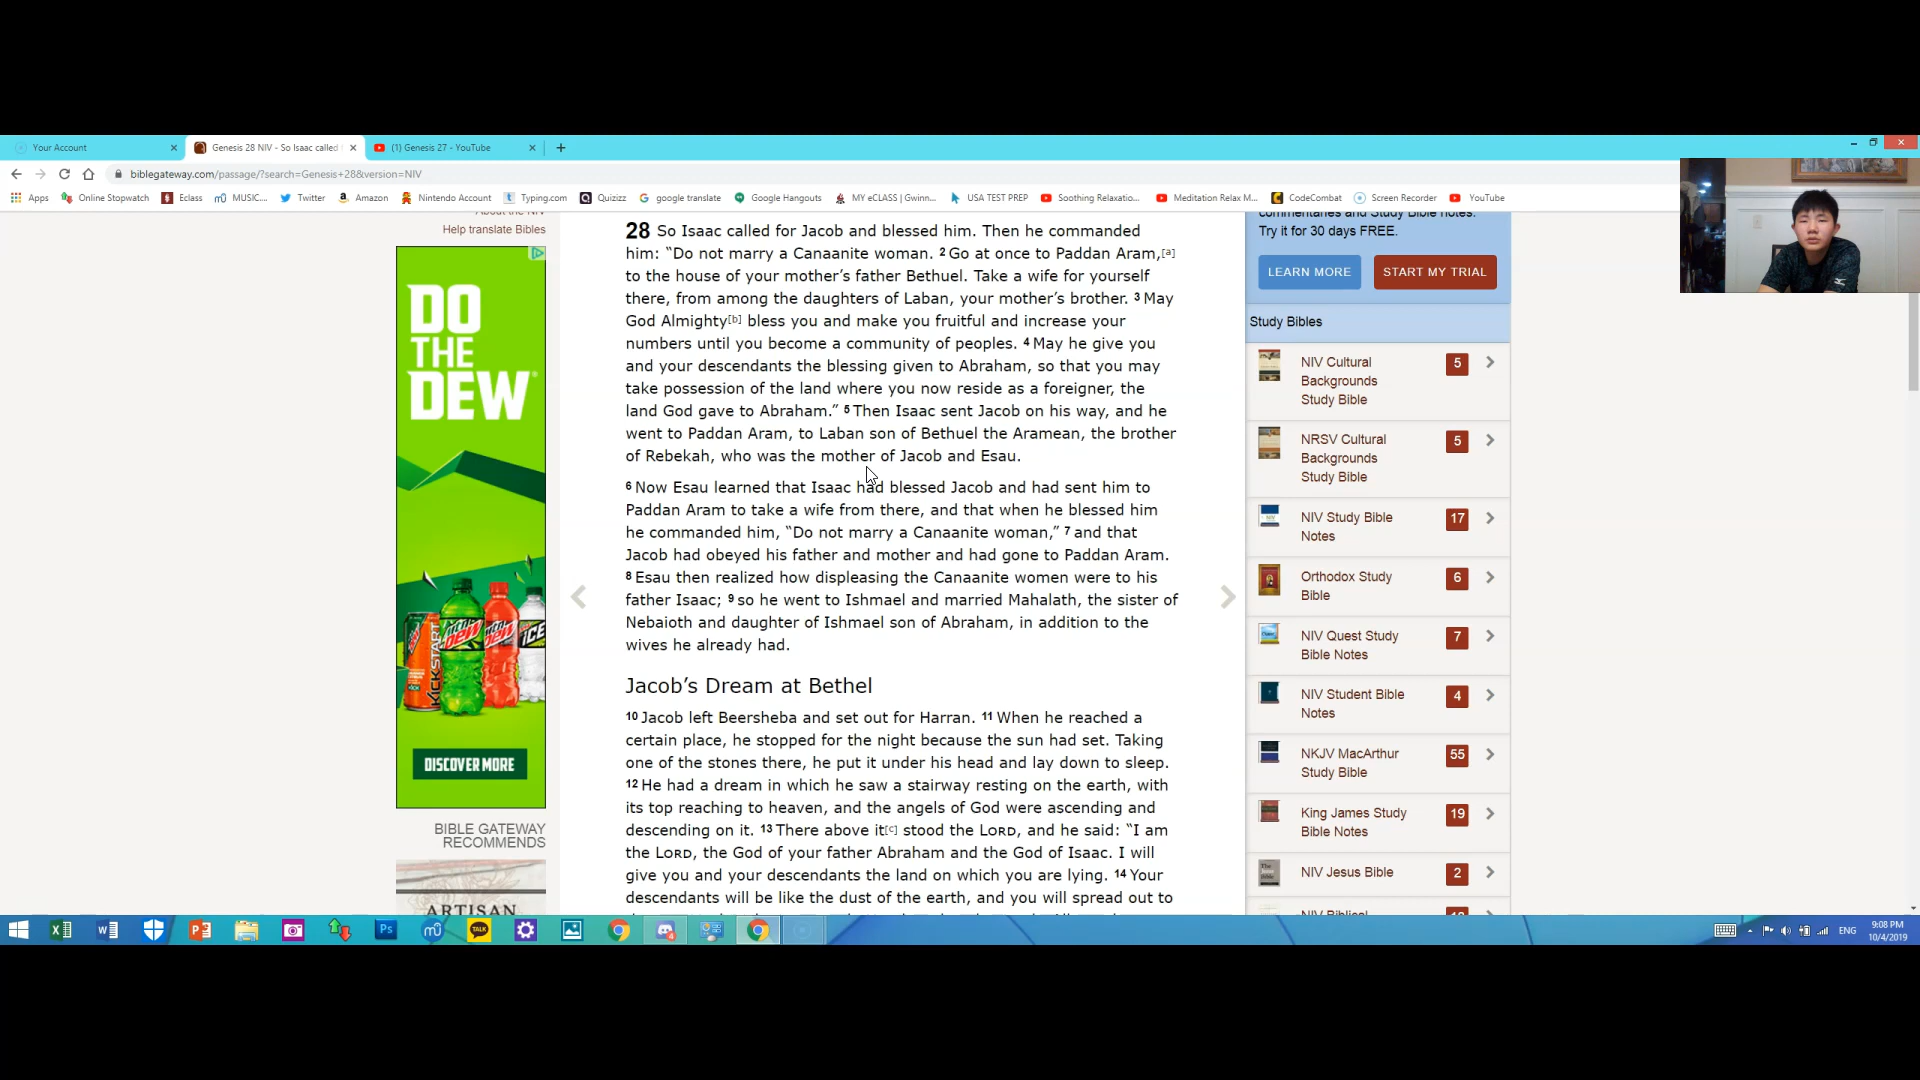 Your Account
Genesis 28 NIV - So Isaac called
(1) Genesis 27 - YouTube
biblegateway.com/passage/?search=Genesis+28&version=NIV
Apps Online Stopwatch Eclass MUSIC.... Twitter Amazon Nintendo Account Typing.com Quizizz google translate Google Hangouts MY eCLASS | Gwinn... USA TEST PREP Soothing Relaxatio... Meditation Relax M... CodeCombat Screen Recorder YouTube
About the NIV
Help translate Bibles
DO
THE
DEW
KICKSTART
ICE
DISCOVER MORE
BIBLE GATEWAY
RECOMMENDS
ARTISAN
28 So Isaac called for Jacob and blessed him. Then he commanded
him: “Do not marry a Canaanite woman. 2 Go at once to Paddan Aram,[a]
to the house of your mother’s father Bethuel. Take a wife for yourself
there, from among the daughters of Laban, your mother’s brother. 3 May
God Almighty[b] bless you and make you fruitful and increase your
numbers until you become a community of peoples. 4 May he give you
and your descendants the blessing given to Abraham, so that you may
take possession of the land where you now reside as a foreigner, the
land God gave to Abraham.” 5 Then Isaac sent Jacob on his way, and he
went to Paddan Aram, to Laban son of Bethuel the Aramean, the brother
of Rebekah, who was the mother of Jacob and Esau.
6 Now Esau learned that Isaac had blessed Jacob and had sent him to
Paddan Aram to take a wife from there, and that when he blessed him
he commanded him, “Do not marry a Canaanite woman,” 7 and that
Jacob had obeyed his father and mother and had gone to Paddan Aram.
8 Esau then realized how displeasing the Canaanite women were to his
father Isaac; 9 so he went to Ishmael and married Mahalath, the sister of
Nebaioth and daughter of Ishmael son of Abraham, in addition to the
wives he already had.
Jacob’s Dream at Bethel
10 Jacob left Beersheba and set out for Harran. 11 When he reached a
certain place, he stopped for the night because the sun had set. Taking
one of the stones there, he put it under his head and lay down to sleep.
12 He had a dream in which he saw a stairway resting on the earth, with
its top reaching to heaven, and the angels of God were ascending and
descending on it. 13 There above it[c] stood the LORD, and he said: “I am
the LORD, the God of your father Abraham and the God of Isaac. I will
give you and your descendants the land on which you are lying. 14 Your
descendants will be like the dust of the earth, and you will spread out to
commentaries and Study Bible notes.
Try it for 30 days FREE.
LEARN MORE START MY TRIAL
Study Bibles
NIV Cultural
Backgrounds
Study Bible
5
NRSV Cultural
Backgrounds
Study Bible
5
NIV Study Bible
Notes
17
Orthodox Study
Bible
6
NIV Quest Study
Bible Notes
7
NIV Student Bible
Notes
4
NKJV MacArthur
Study Bible
55
King James Study
Bible Notes
19
NIV Jesus Bible
2
NIV Biblical
Ps
TALK
ENG
9:08 PM
10/4/2019